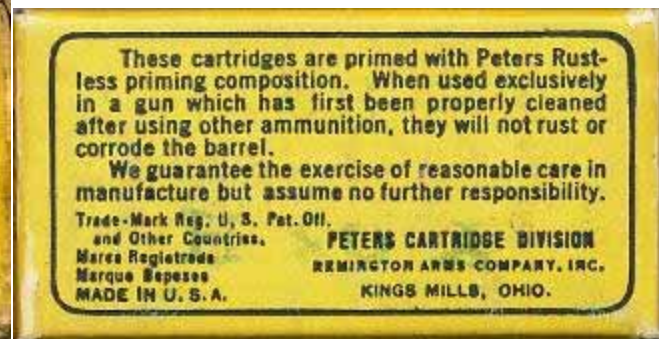 These cartridges are primed with Peters Rust-
less priming composition. When used exclusively
in a gun which has first been properly cleaned
after using other ammunition, they will not rust or
corrode the barrel.
We guarantee the exercise of reasonable care in
manufacture but assume no further responsibility.
Trade-Mark Reg. U. S. Pat. Off.
and Other Countries.
Marca Registrada
Marque Deposee
MADE IN U. S. A.
PETERS CARTRIDGE DIVISION
REMINGTON ARMS COMPANY, INC.
KINGS MILLS, OHIO.